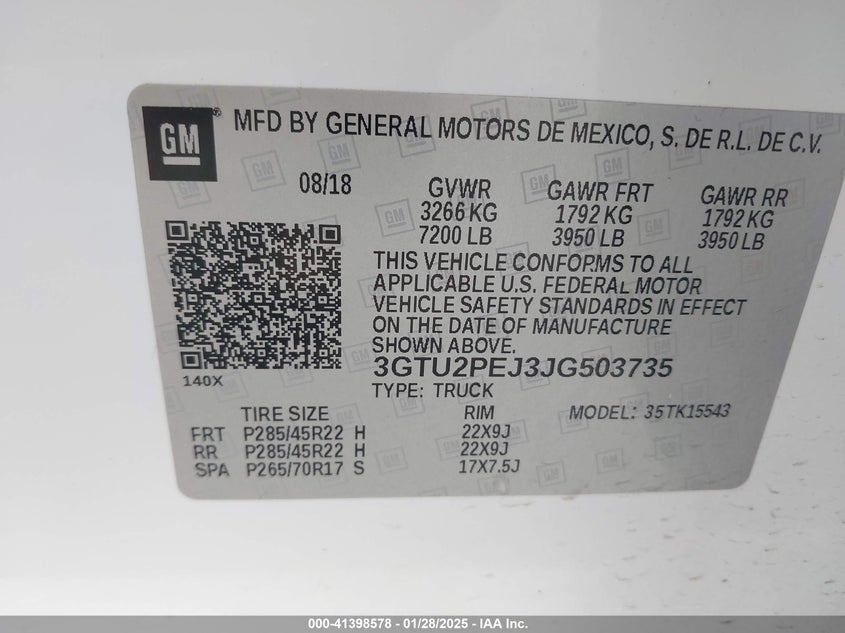 GM
MFD BY GENERAL MOTORS DE MEXICO, S. DE R.L. DE C.V.
08/18
GVWR GAWR FRT GAWR RR
3266 KG 1792 KG 1792 KG
7200 LB 3950 LB 3950 LB
THIS VEHICLE CONFORMS TO ALL
APPLICABLE U.S. FEDERAL MOTOR
VEHICLE SAFETY STANDARDS IN EFFECT
ON THE DATE OF MANUFACTURE
SHOWN ABOVE.
3GTU2PEJ3JG503735
140X
TYPE: TRUCK
TIRE SIZE RIM MODEL: 35TK15543
FRT P285/45R22 H 22X9J
RR P285/45R22 H 22X9J
SPA P265/70R17 S 17X7.5J
000-41398578 - 01/28/2025 - IAA Inc.